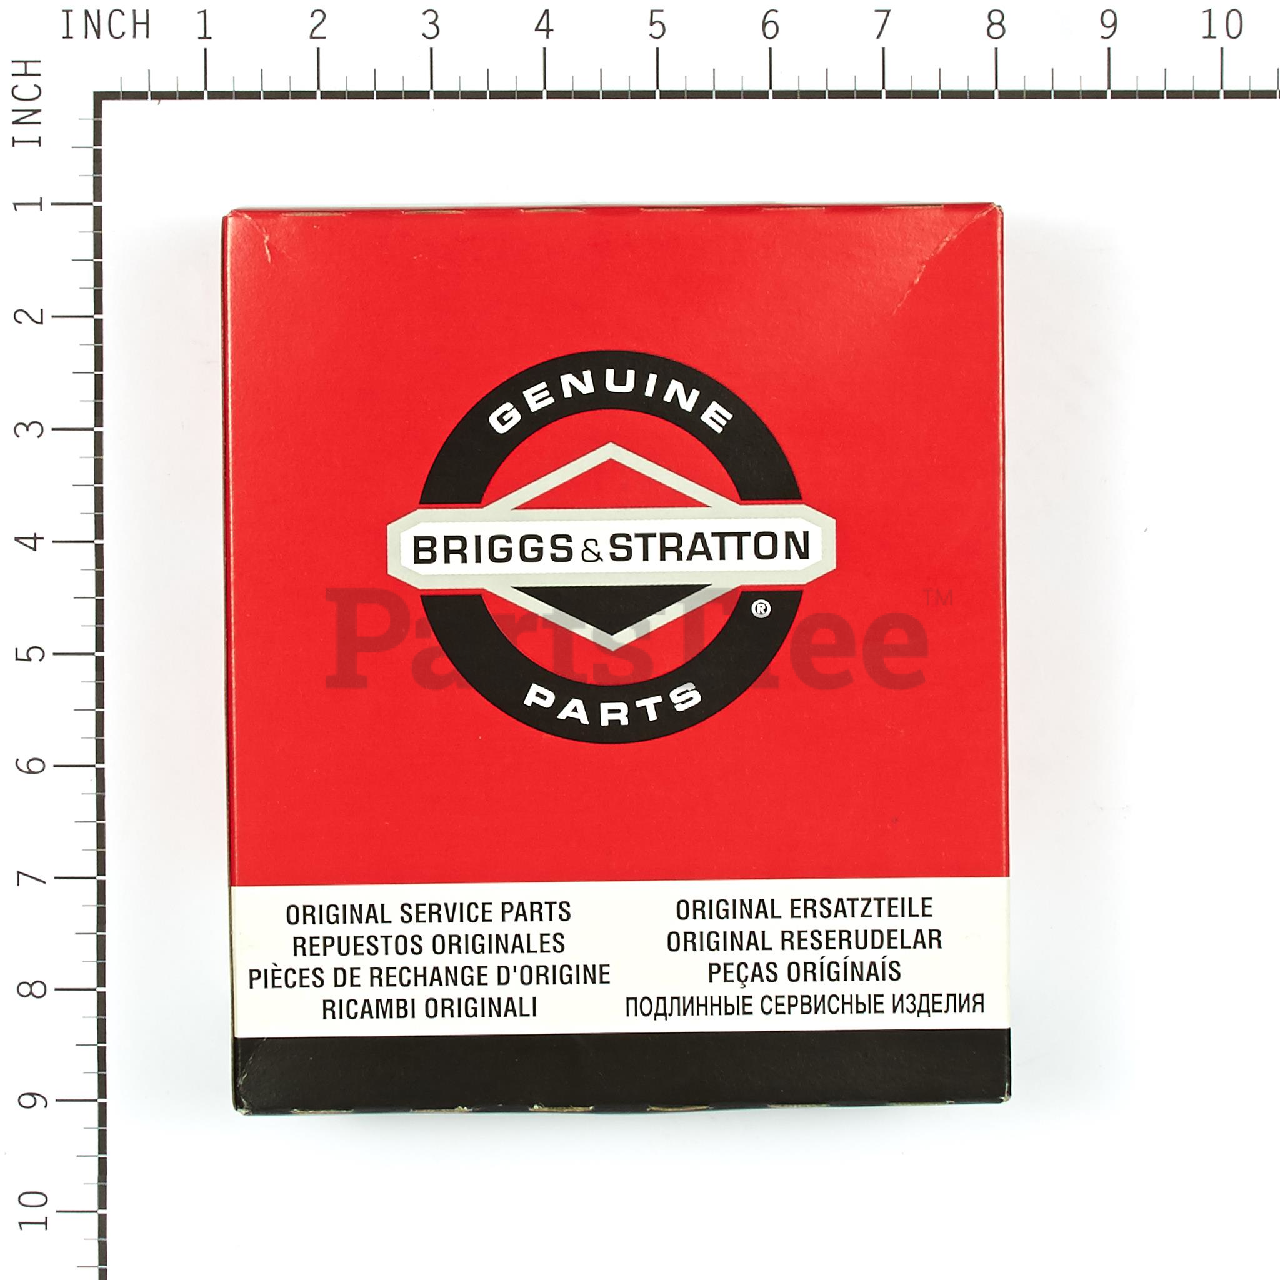 INCH 1 2 3 4 5 6 7 8 9 10
INCH 1 2 3 4 5 6 7 8 9 10
GENUINE
BRIGGS & STRATTON
®
PartsTree™
PARTS
ORIGINAL SERVICE PARTS
REPUESTOS ORIGINALES
PIÈCES DE RECHANGE D'ORIGINE
RICAMBI ORIGINALI
ORIGINAL ERSATZTEILE
ORIGINAL RESERUDELAR
PEÇAS ORÍGÍNAÍS
ПОДЛИННЫЕ СЕРВИСНЫЕ ИЗДЕЛИЯ